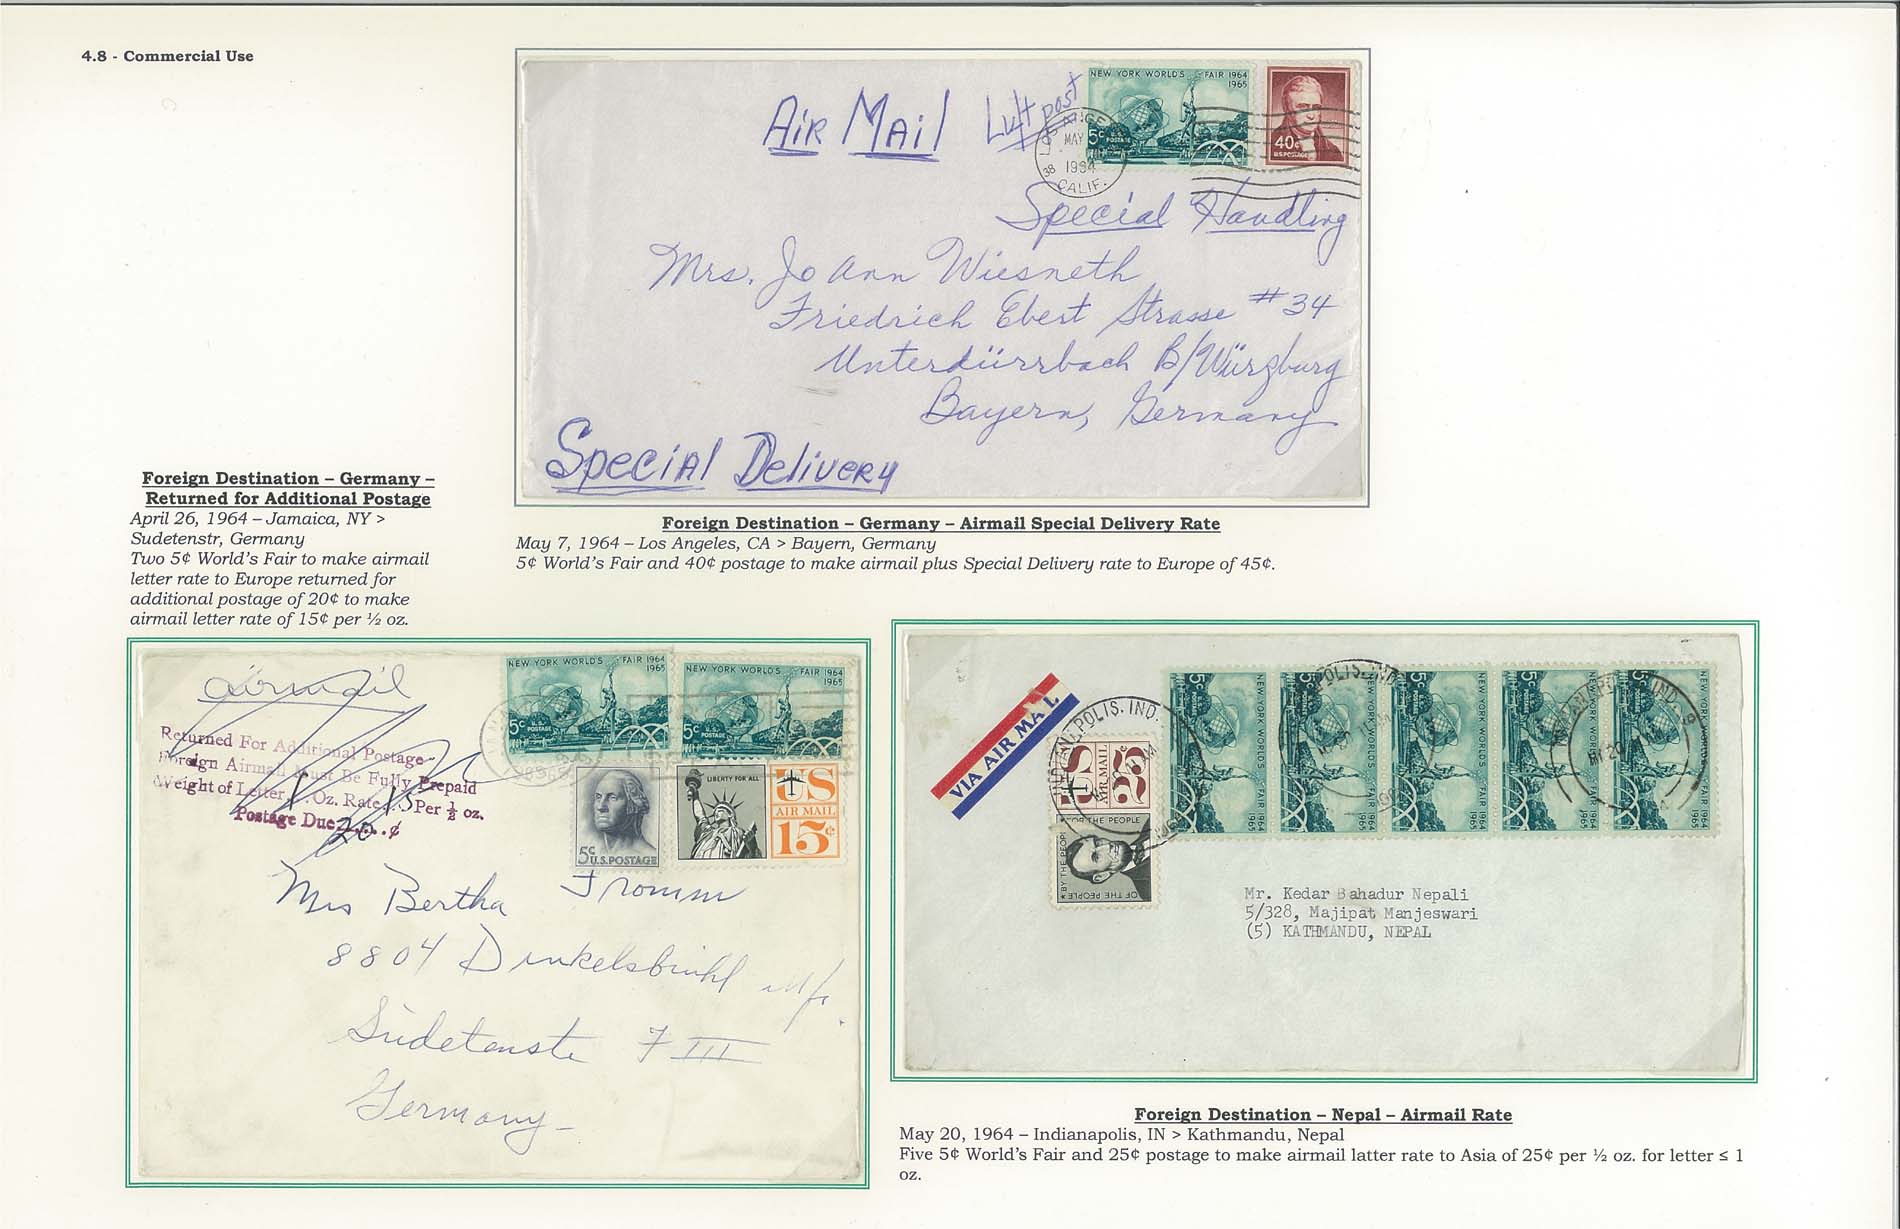 4.8 - Commercial Use
NEW YORK WORLD'S FAIR 1964
1965
5¢
POSTAGE
40¢
U.S. POSTAGE
AiR MAil Luftpost
LOS ANGE
MAY
1964
38 CALIF.
Special Handling
Mrs. Jo Ann Wiesneth
Friedrich Ebert Strasse #34
Unterdürrbach B/Würzburg
Bayern, Germany
Special Delivery
Foreign Destination – Germany – Airmail Special Delivery Rate
May 7, 1964 – Los Angeles, CA > Bayern, Germany
5¢ World's Fair and 40¢ postage to make airmail plus Special Delivery rate to Europe of 45¢.
Foreign Destination – Germany –
Returned for Additional Postage
April 26, 1964 – Jamaica, NY >
Sudetenstr, Germany
Two 5¢ World's Fair to make airmail
letter rate to Europe returned for
additional postage of 20¢ to make
airmail letter rate of 15¢ per ½ oz.
airmail
NEW YORK WORLD'S FAIR 1964
1965
5¢
POSTAGE
NEW YORK WORLD'S FAIR 1964
1965
5¢
POSTAGE
Returned For Additional Postage
Foreign Airmail Must Be Fully Prepaid
Weight of Letter 1 Oz. Rate 15 Per ½ oz.
Postage Due 20 ¢
5¢
U.S. POSTAGE
LIBERTY FOR ALL
US
AIR MAIL
15¢
Mrs Bertha Fromm
8804 Dinkelsbühl
Sudetenstr 7 III
Germany
VIA AIR MAIL
INDIANAPOLIS, IND.
US
AIR MAIL
25¢
FOR THE PEOPLE
BY THE PEOPLE
OF THE PEOPLE
NEW YORK WORLD'S FAIR 1964
1965
5¢
NEW YORK WORLD'S FAIR 1964
1965
5¢
NEW YORK WORLD'S FAIR 1964
1965
5¢
NEW YORK WORLD'S FAIR 1964
1965
5¢
NEW YORK WORLD'S FAIR 1964
1965
5¢
Mr. Kedar Bahadur Nepali
5/328, Majipat Manjeswari
(5) KATHMANDU, NEPAL
Foreign Destination – Nepal – Airmail Rate
May 20, 1964 – Indianapolis, IN > Kathmandu, Nepal
Five 5¢ World's Fair and 25¢ postage to make airmail latter rate to Asia of 25¢ per ½ oz. for letter ≤ 1
oz.